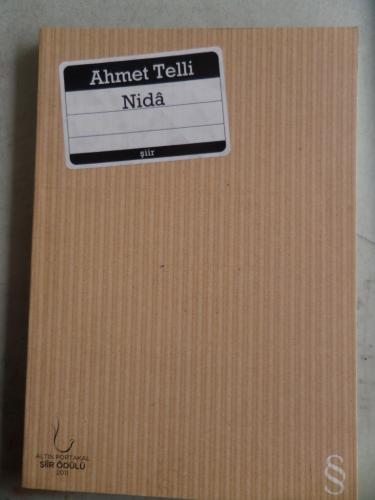 Ahmet Telli
Nidâ
şiir
ALTIN PORTAKAL
ŞİİR ÖDÜLÜ
2011
§